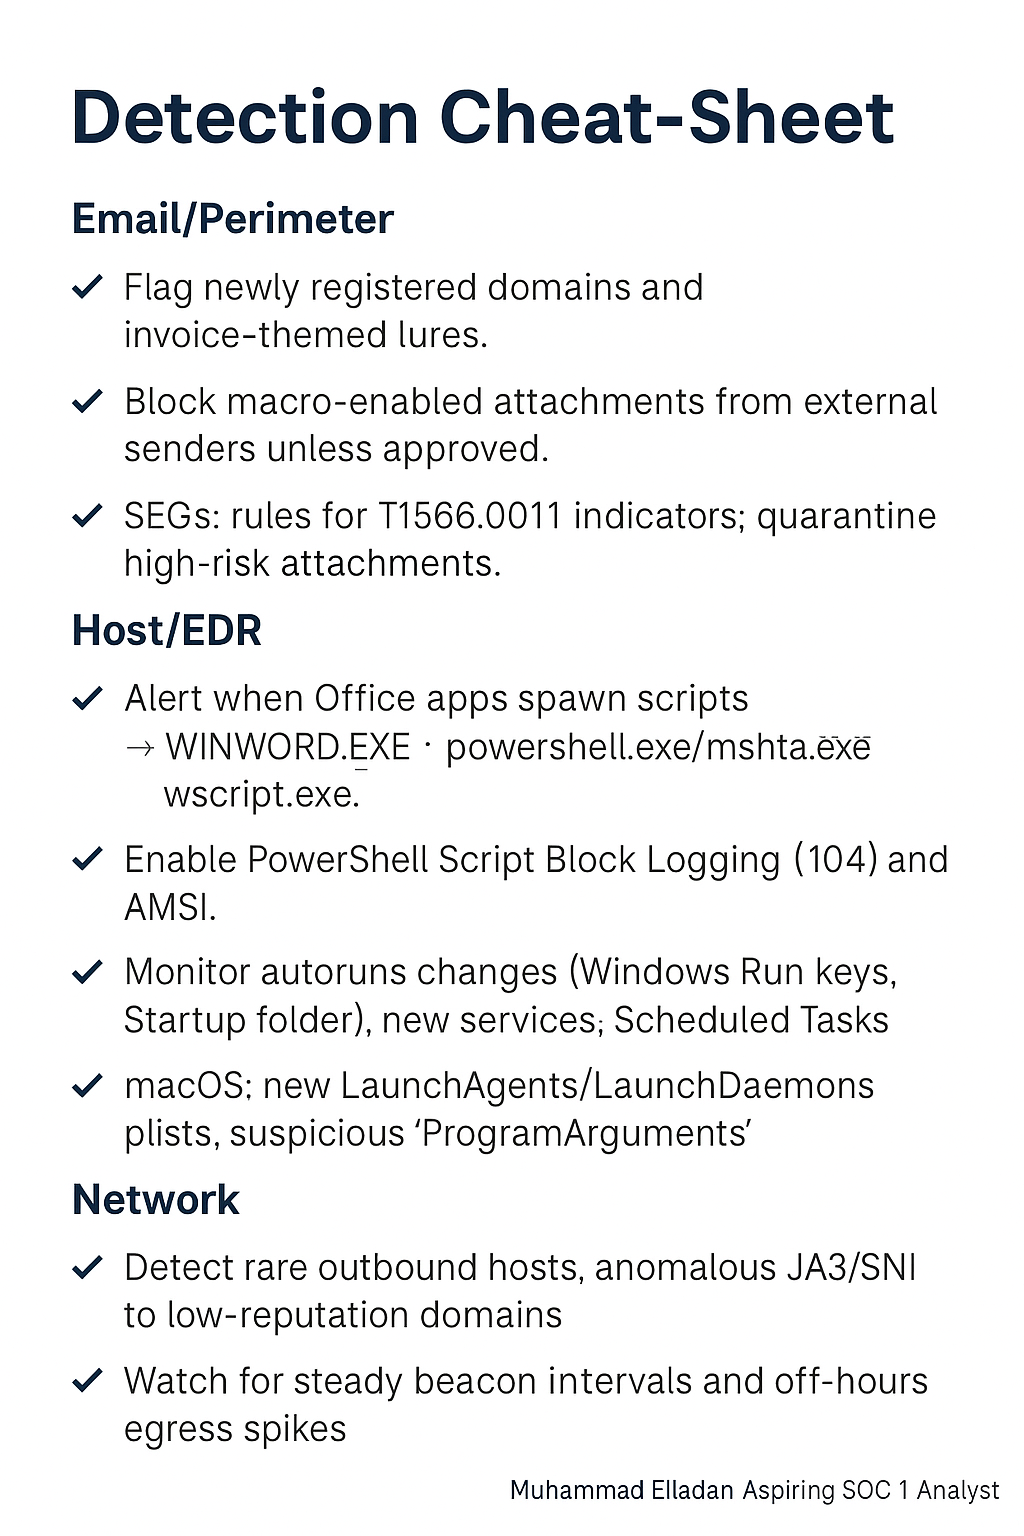 Detection Cheat-Sheet
Email/Perimeter
✓ Flag newly registered domains and
invoice-themed lures.
✓ Block macro-enabled attachments from external
senders unless approved.
✓ SEGs: rules for T1566.0011 indicators; quarantine
high-risk attachments.
Host/EDR
✓ Alert when Office apps spawn scripts
→ WINWORD.EXE · powershell.exe/mshta.exe
wscript.exe.
✓ Enable PowerShell Script Block Logging (104) and
AMSI.
✓ Monitor autoruns changes (Windows Run keys,
Startup folder), new services; Scheduled Tasks
✓ macOS; new LaunchAgents/LaunchDaemons
plists, suspicious ‘ProgramArguments’
Network
✓ Detect rare outbound hosts, anomalous JA3/SNI
to low-reputation domains
✓ Watch for steady beacon intervals and off-hours
egress spikes
Muhammad Elladan Aspiring SOC 1 Analyst